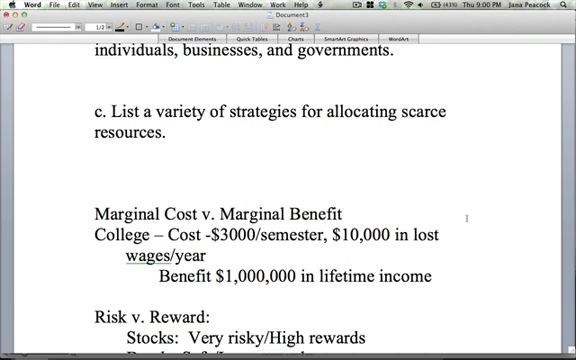 Word File Edit View Insert Format Font Tools Table Window Work Help (43%) Thu 9:00 PM Jana Peacock
Document3
1/2
Document Elements Quick Tables Charts SmartArt Graphics WordArt
individuals, businesses, and governments.
c. List a variety of strategies for allocating scarce
resources.
Marginal Cost v. Marginal Benefit
College – Cost -$3000/semester, $10,000 in lost
wages/year
Benefit $1,000,000 in lifetime income
Risk v. Reward:
Stocks: Very risky/High rewards